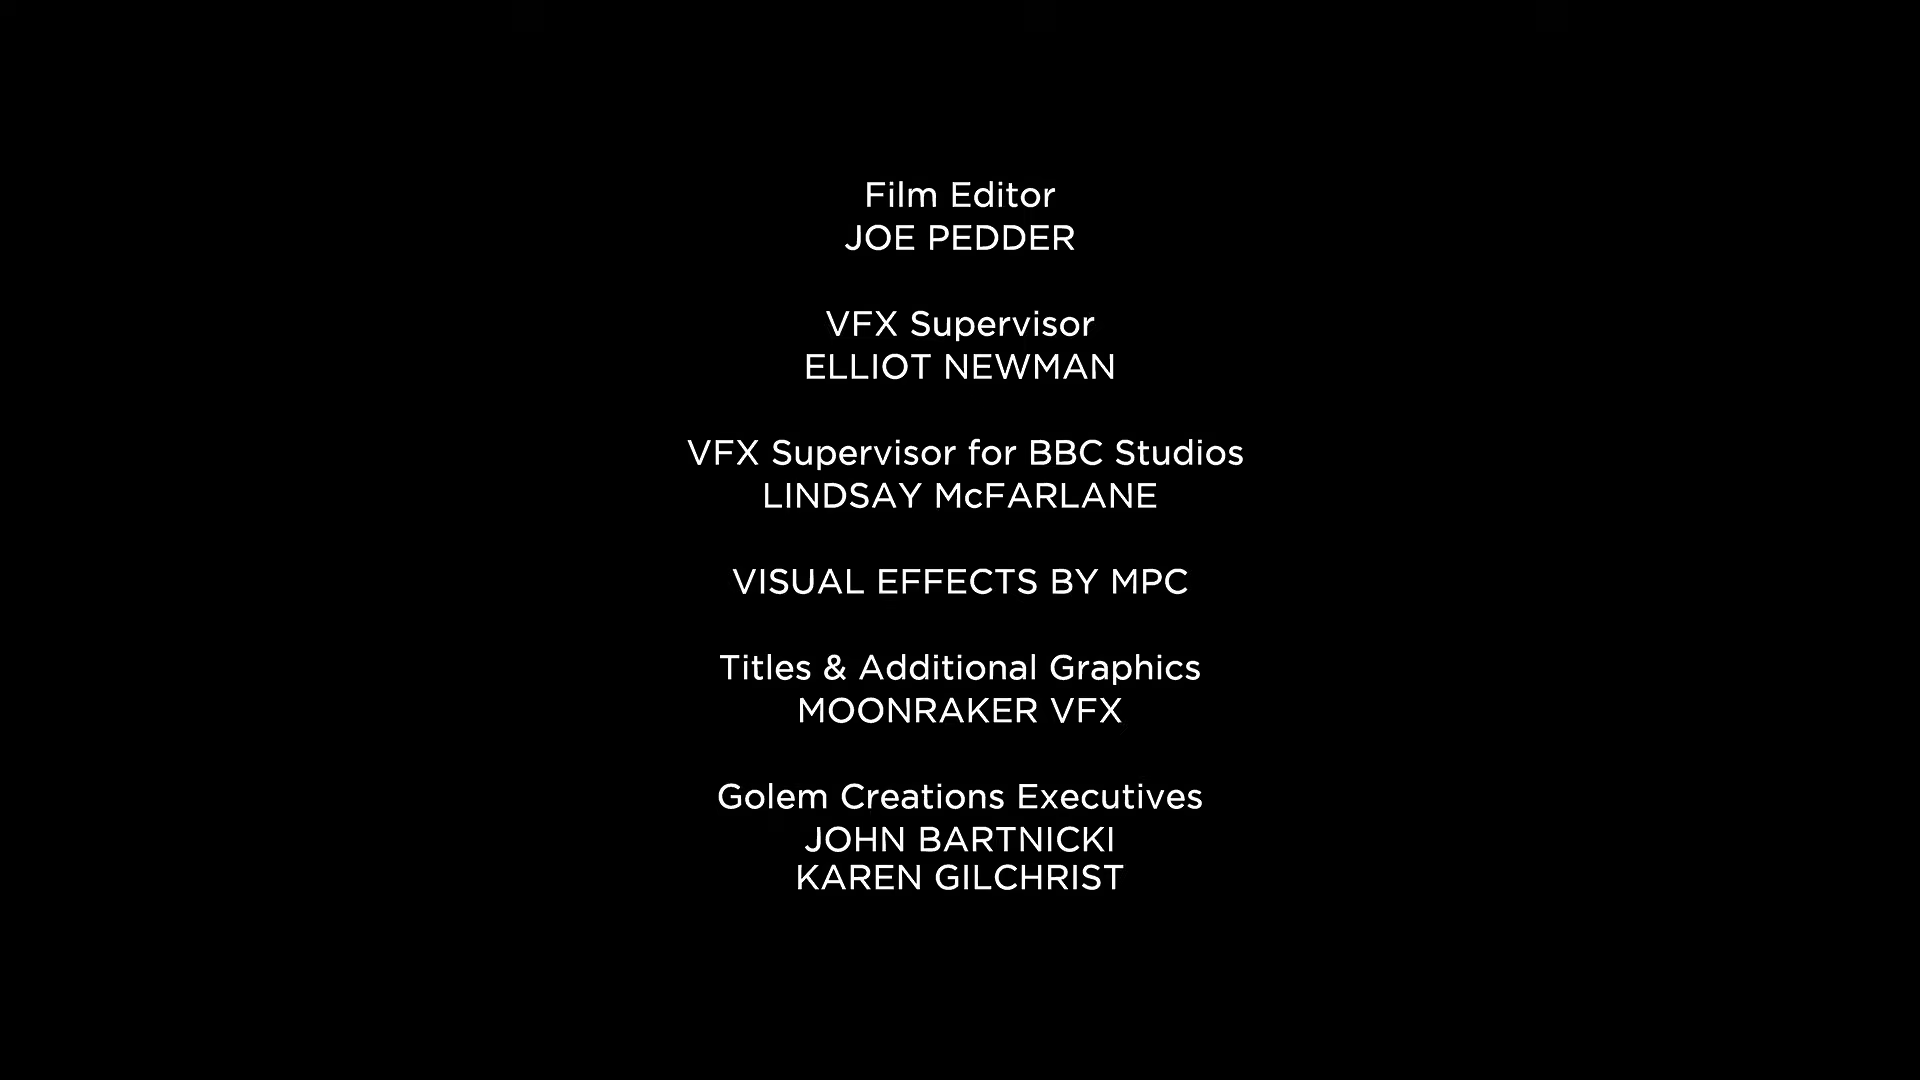 Film Editor
JOE PEDDER
VFX Supervisor
ELLIOT NEWMAN
VFX Supervisor for BBC Studios
LINDSAY McFARLANE
VISUAL EFFECTS BY MPC
Titles & Additional Graphics
MOONRAKER VFX
Golem Creations Executives
JOHN BARTNICKI
KAREN GILCHRIST